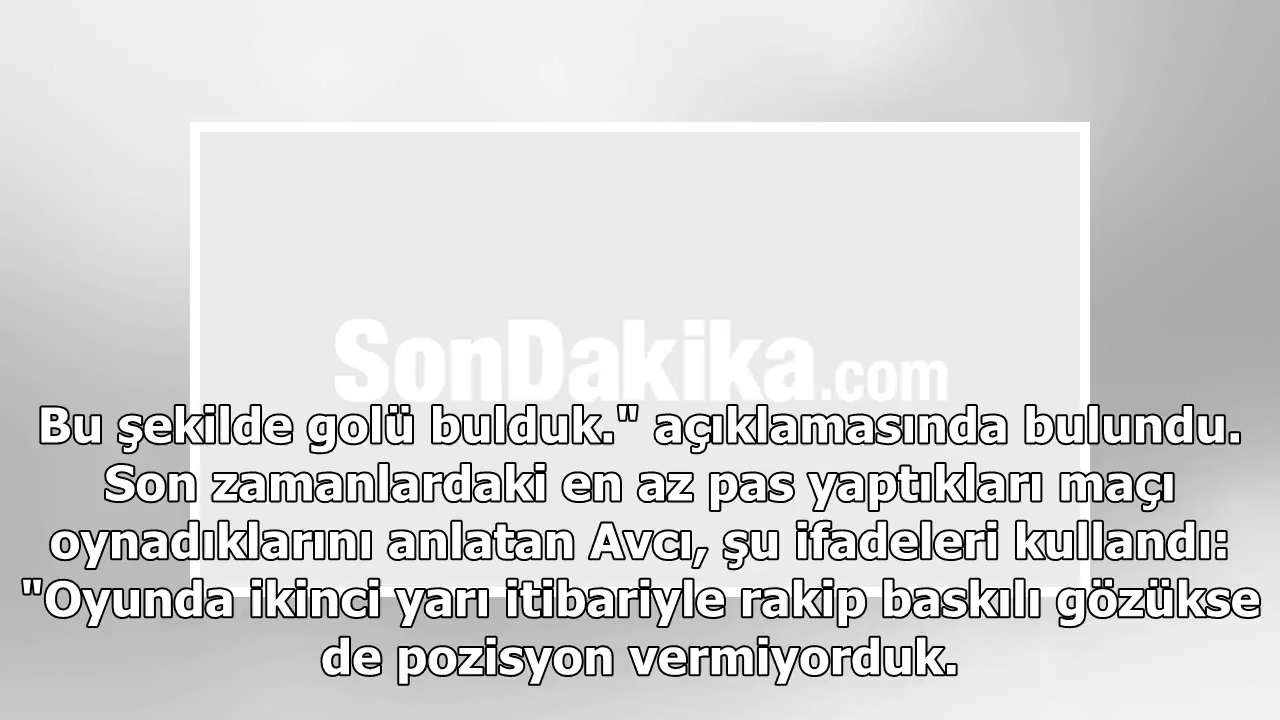 SonDakika.com
Bu şekilde golü bulduk." açıklamasında bulundu.
Son zamanlardaki en az pas yaptıkları maçı
oynadıklarını anlatan Avcı, şu ifadeleri kullandı:
"Oyunda ikinci yarı itibariyle rakip baskılı gözükse
de pozisyon vermiyorduk.